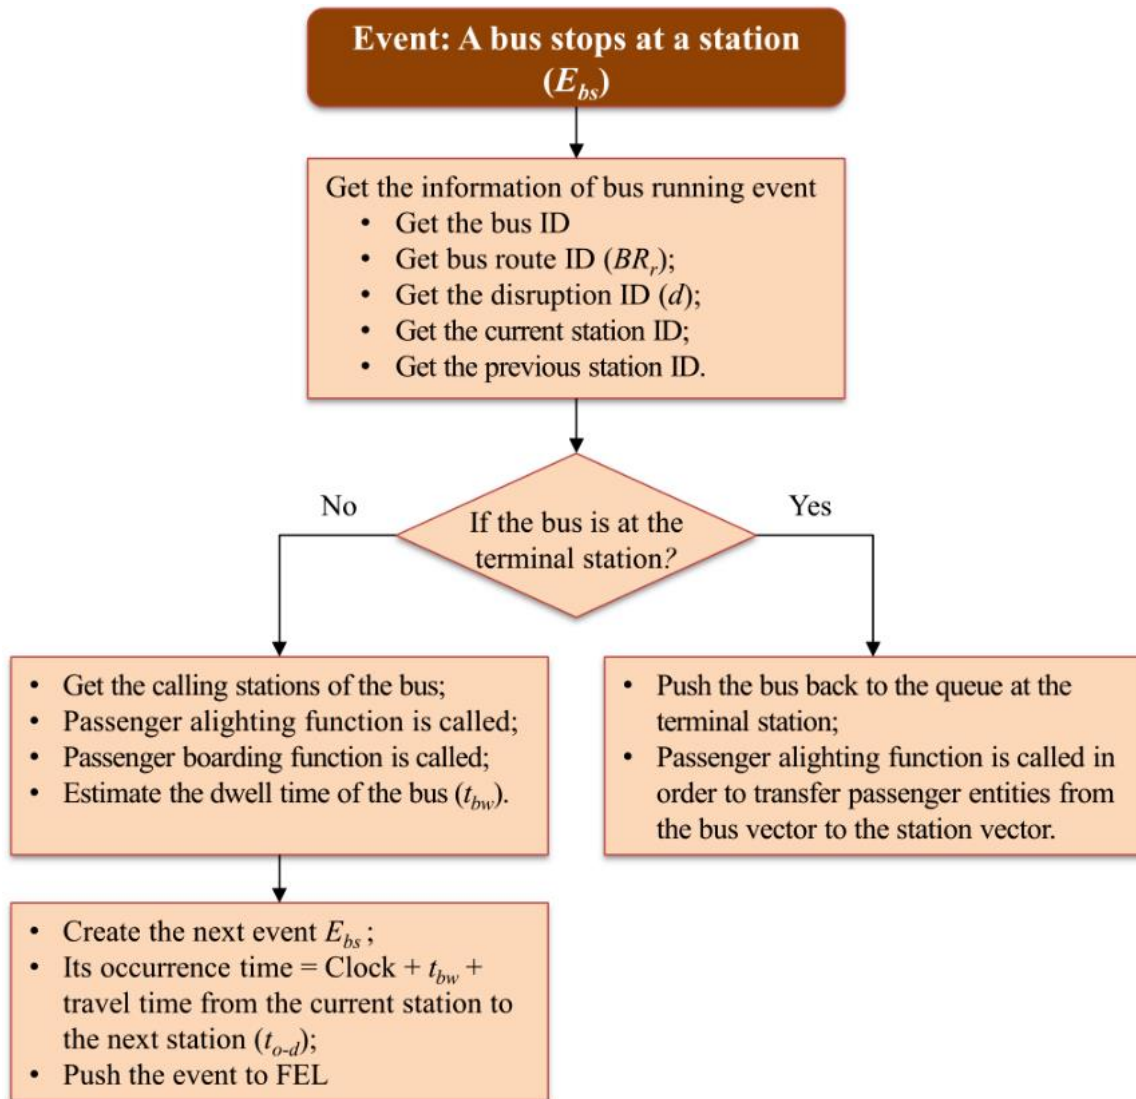 Event: A bus stops at a station
(E_bs)
Get the information of bus running event
• Get the bus ID
• Get bus route ID (BR_r);
• Get the disruption ID (d);
• Get the current station ID;
• Get the previous station ID.
If the bus is at the
terminal station?
No
Yes
• Get the calling stations of the bus;
• Passenger alighting function is called;
• Passenger boarding function is called;
• Estimate the dwell time of the bus (t_bw).
• Push the bus back to the queue at the
terminal station;
• Passenger alighting function is called in
order to transfer passenger entities from
the bus vector to the station vector.
• Create the next event E_bs ;
• Its occurrence time = Clock + t_bw +
travel time from the current station to
the next station (t_o-d);
• Push the event to FEL